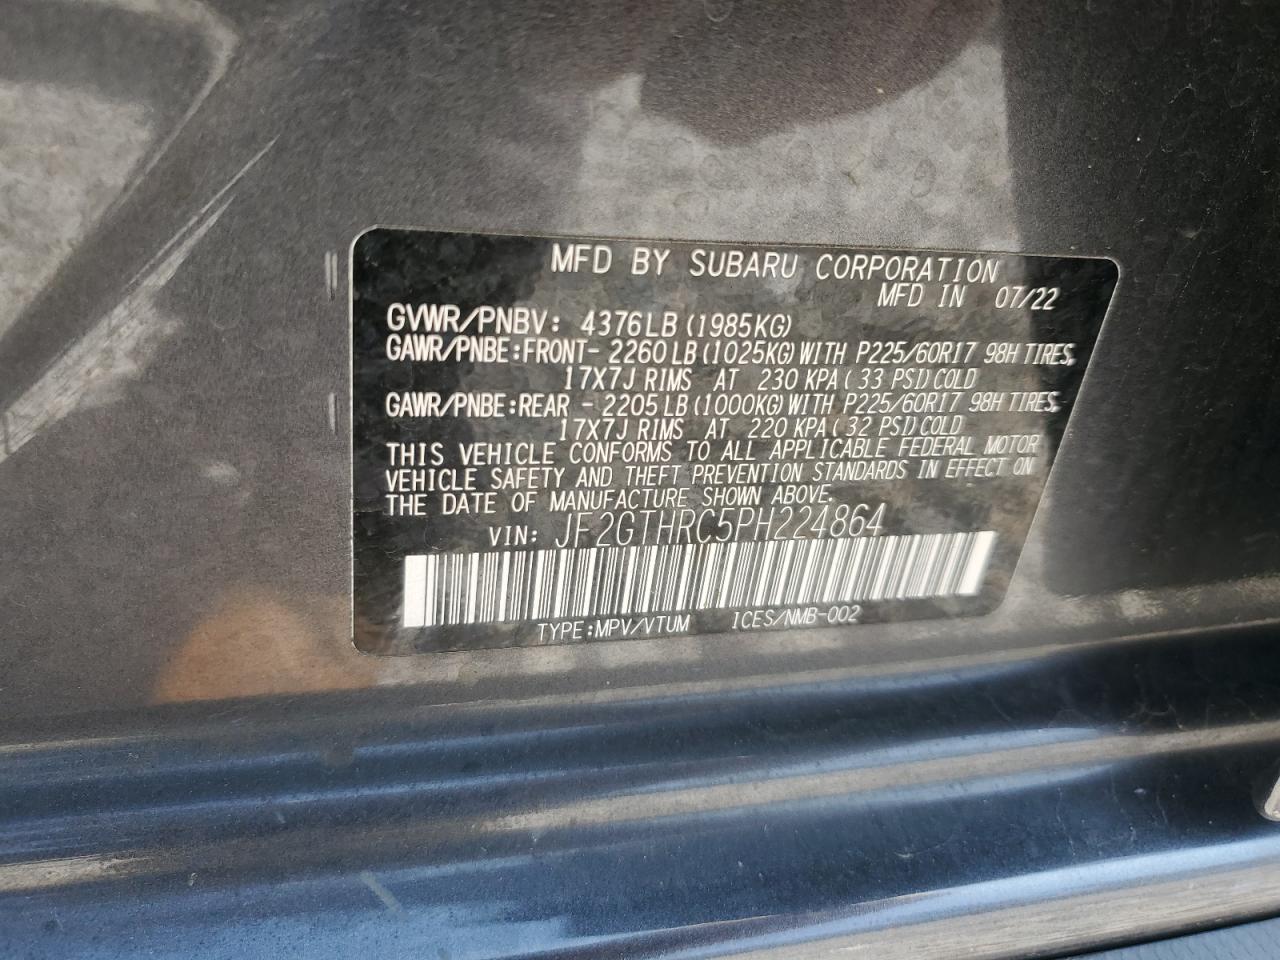 MFD BY SUBARU CORPORATION
MFD IN 07/22
GVWR/PNBV: 4376LB (1985KG)
GAWR/PNBE:FRONT- 2260LB (1025KG) WITH P225/60R17 98H TIRES,
17X7J RIMS AT 230 KPA (33 PSI) COLD
GAWR/PNBE:REAR - 2205LB (1000KG) WITH P225/60R17 98H TIRES,
17X7J RIMS AT 220 KPA (32 PSI) COLD
THIS VEHICLE CONFORMS TO ALL APPLICABLE FEDERAL MOTOR
VEHICLE SAFETY AND THEFT PREVENTION STANDARDS IN EFFECT ON
THE DATE OF MANUFACTURE SHOWN ABOVE.
VIN: JF2GTHRC5PH224864
TYPE:MPV/VTUM ICES/NMB-002